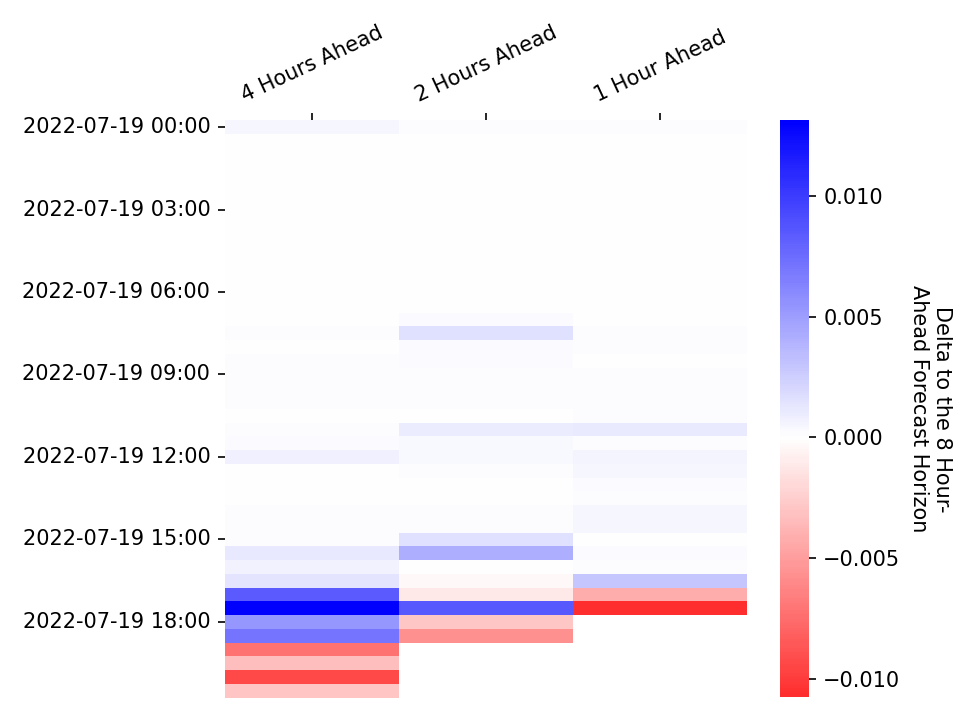 4 Hours Ahead
2 Hours Ahead
1 Hour Ahead
2022-07-19 00:00
2022-07-19 03:00
2022-07-19 06:00
2022-07-19 09:00
2022-07-19 12:00
2022-07-19 15:00
2022-07-19 18:00
0.010
0.005
0.000
−0.005
−0.010
Delta to the 8 Hour-
Ahead Forecast Horizon